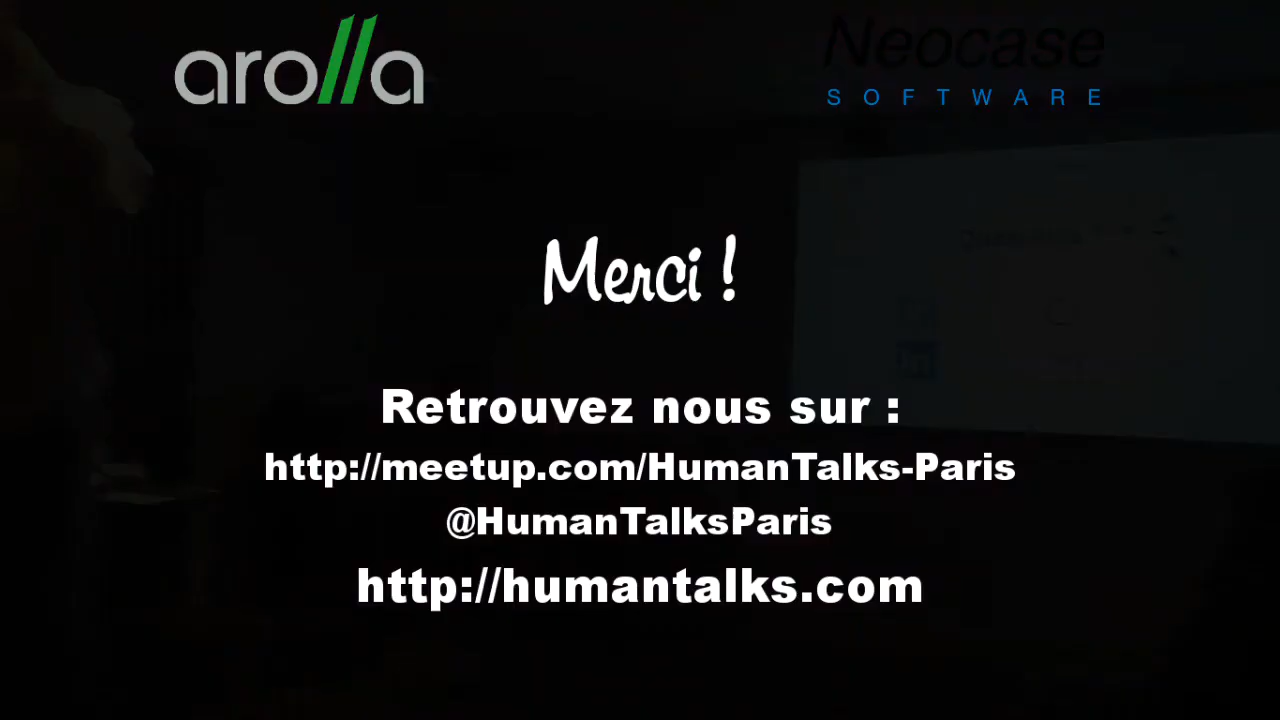 arolla
Neocase
SOFTWARE
Merci !
Retrouvez nous sur :
http://meetup.com/HumanTalks-Paris
@HumanTalksParis
http://humantalks.com